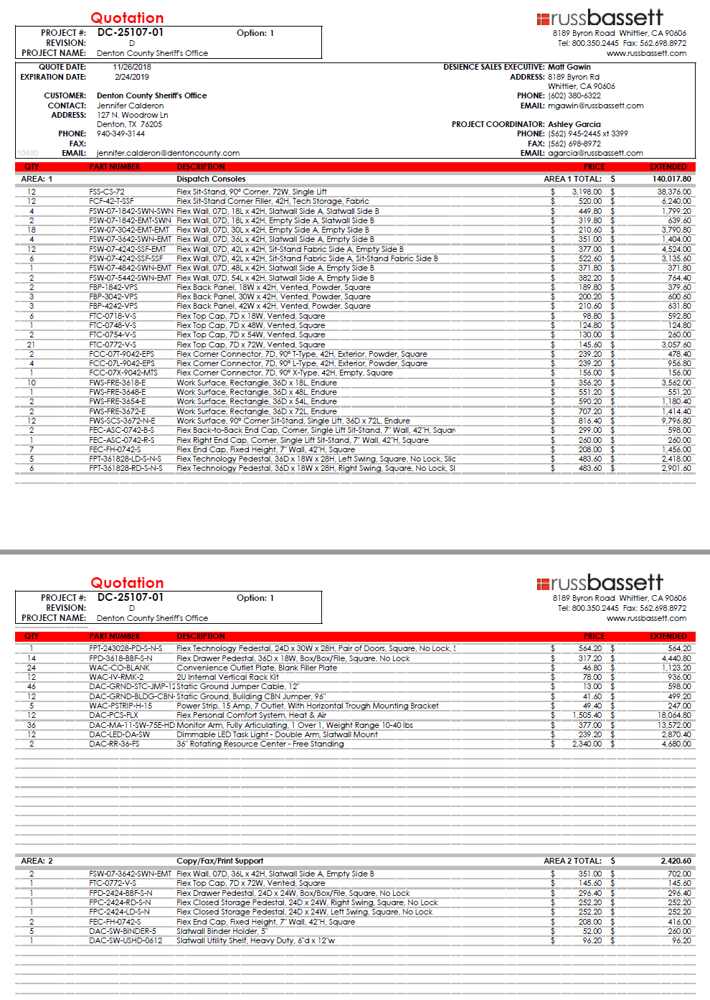 Quotation
russbassett
PROJECT #: DC-25107-01 Option: 1
8189 Byron Road Whittier, CA 90606
REVISION: D
Tel: 800.350.2445 Fax: 562.698.8972
PROJECT NAME: Denton County Sheriff's Office
www.russbassett.com
QUOTE DATE: 11/26/2018
DESIENCE SALES EXECUTIVE: Matt Gawin
EXPIRATION DATE: 2/24/2019
ADDRESS: 8189 Byron Rd
Whittier, CA 90606
CUSTOMER: Denton County Sheriff's Office
PHONE: (602) 380-6322
CONTACT: Jennifer Calderon
EMAIL: mgawin@russbassett.com
ADDRESS: 127 N. Woodrow Ln
Denton, TX 76205
PROJECT COORDINATOR: Ashley Garcia
PHONE: 940-349-3144
PHONE: (562) 945-2445 xt 3399
FAX:
FAX: (562) 698-8972
10480 EMAIL: jennifer.calderon@dentoncounty.com
EMAIL: agarcia@russbassett.com
QTY PART NUMBER DESCRIPTION PRICE EXTENDED
AREA: 1 Dispatch Consoles AREA 1 TOTAL: $ 140,017.80
12 FSS-CS-72 Flex Sit-Stand, 90º Corner, 72W, Single Lift $ 3,198.00 $ 38,376.00
12 FCF-42-T-SSF Flex Sit-Stand Corner Filler, 42H, Tech Storage, Fabric $ 520.00 $ 6,240.00
4 FSW-07-1842-SWN-SWN Flex Wall, 07D, 18L x 42H, Slatwall Side A, Slatwall Side B $ 449.80 $ 1,799.20
2 FSW-07-1842-EMT-SWN Flex Wall, 07D, 18L x 42H, Empty Side A, Slatwall Side B $ 319.80 $ 639.60
18 FSW-07-3042-EMT-EMT Flex Wall, 07D, 30L x 42H, Empty Side A, Empty Side B $ 210.60 $ 3,790.80
4 FSW-07-3642-SWN-EMT Flex Wall, 07D, 36L x 42H, Slatwall Side A, Empty Side B $ 351.00 $ 1,404.00
12 FSW-07-4242-SSF-EMT Flex Wall, 07D, 42L x 42H, Sit-Stand Fabric Side A, Empty Side B $ 377.00 $ 4,524.00
6 FSW-07-4242-SSF-SSF Flex Wall, 07D, 42L x 42H, Sit-Stand Fabric Side A, Sit-Stand Fabric Side B $ 522.60 $ 3,135.60
1 FSW-07-4842-SWN-EMT Flex Wall, 07D, 48L x 42H, Slatwall Side A, Empty Side B $ 371.80 $ 371.80
2 FSW-07-5442-SWN-EMT Flex Wall, 07D, 54L x 42H, Slatwall Side A, Empty Side B $ 382.20 $ 764.40
2 FBP-1842-VPS Flex Back Panel, 18W x 42H, Vented, Powder, Square $ 189.80 $ 379.60
3 FBP-3042-VPS Flex Back Panel, 30W x 42H, Vented, Powder, Square $ 200.20 $ 600.60
3 FBP-4242-VPS Flex Back Panel, 42W x 42H, Vented, Powder, Square $ 210.60 $ 631.80
6 FTC-0718-V-S Flex Top Cap, 7D x 18W, Vented, Square $ 98.80 $ 592.80
1 FTC-0748-V-S Flex Top Cap, 7D x 48W, Vented, Square $ 124.80 $ 124.80
2 FTC-0754-V-S Flex Top Cap, 7D x 54W, Vented, Square $ 130.00 $ 260.00
21 FTC-0772-V-S Flex Top Cap, 7D x 72W, Vented, Square $ 145.60 $ 3,057.60
2 FCC-07T-9042-EPS Flex Corner Connector, 7D, 90º T-Type, 42H, Exterior, Powder, Square $ 239.20 $ 478.40
4 FCC-07L-9042-EPS Flex Corner Connector, 7D, 90º L-Type, 42H, Exterior, Powder, Square $ 239.20 $ 956.80
1 FCC-07X-9042-MTS Flex Corner Connector, 7D, 90º X-Type, 42H, Empty, Square $ 156.00 $ 156.00
10 FWS-FRE-3618-E Work Surface, Rectangle, 36D x 18L, Endure $ 356.20 $ 3,562.00
1 FWS-FRE-3648-E Work Surface, Rectangle, 36D x 48L, Endure $ 551.20 $ 551.20
2 FWS-FRE-3654-E Work Surface, Rectangle, 36D x 54L, Endure $ 590.20 $ 1,180.40
2 FWS-FRE-3672-E Work Surface, Rectangle, 36D x 72L, Endure $ 707.20 $ 1,414.40
12 FWS-SCS-3672-N-E Work Surface, 90º Corner Sit-Stand, Single Lift, 36D x 72L, Endure $ 816.40 $ 9,796.80
2 FEC-ASC-0742-B-S Flex Back-to-Back End Cap, Corner, Single Lift Sit-Stand, 7" Wall, 42"H, Squar $ 299.00 $ 598.00
1 FEC-ASC-0742-R-S Flex Right End Cap, Corner, Single Lift Sit-Stand, 7" Wall, 42"H, Square $ 260.00 $ 260.00
7 FEC-FH-0742-S Flex End Cap, Fixed Height, 7" Wall, 42"H, Square $ 208.00 $ 1,456.00
5 FPT-361828-LD-S-N-S Flex Technology Pedestal, 36D x 18W x 28H, Left Swing, Square, No Lock, Slid $ 483.60 $ 2,418.00
6 FPT-361828-RD-S-N-S Flex Technology Pedestal, 36D x 18W x 28H, Right Swing, Square, No Lock, Sl $ 483.60 $ 2,901.60
Quotation
russbassett
PROJECT #: DC-25107-01 Option: 1
8189 Byron Road Whittier, CA 90606
REVISION: D
Tel: 800.350.2445 Fax: 562.698.8972
PROJECT NAME: Denton County Sheriff's Office
www.russbassett.com
QTY PART NUMBER DESCRIPTION PRICE EXTENDED
1 FPT-243028-PD-S-N-S Flex Technology Pedestal, 24D x 30W x 28H, Pair of Doors, Square, No Lock, S $ 564.20 $ 564.20
14 FPD-3618-BBF-S-N Flex Drawer Pedestal, 36D x 18W, Box/Box/File, Square, No Lock $ 317.20 $ 4,440.80
24 WAC-CO-BLANK Convenience Outlet Plate, Blank Filler Plate $ 46.80 $ 1,123.20
12 WAC-IV-RMK-2 2U Internal Vertical Rack Kit $ 78.00 $ 936.00
46 DAC-GRND-STC-JMP-12 Static Ground Jumper Cable, 12" $ 13.00 $ 598.00
12 DAC-GRND-BLDG-CBN- Static Ground, Building CBN Jumper, 96" $ 41.60 $ 499.20
5 WAC-PSTRIP-H-15 Power Strip, 15 Amp, 7 Outlet, With Horizontal Trough Mounting Bracket $ 49.40 $ 247.00
12 DAC-PCS-FLX Flex Personal Comfort System, Heat & Air $ 1,505.40 $ 18,064.80
36 DAC-MA-11-SW-75E-HD Monitor Arm, Fully Articulating, 1 Over 1, Weight Range 10-40 lbs $ 377.00 $ 13,572.00
12 DAC-LED-DA-SW Dimmable LED Task Light - Double Arm, Slatwall Mount $ 239.20 $ 2,870.40
2 DAC-RR-36-FS 36" Rotating Resource Center - Free Standing $ 2,340.00 $ 4,680.00
AREA: 2 Copy/Fax/Print Support AREA 2 TOTAL: $ 2,420.60
2 FSW-07-3642-SWN-EMT Flex Wall, 07D, 36L x 42H, Slatwall Side A, Empty Side B $ 351.00 $ 702.00
1 FTC-0772-V-S Flex Top Cap, 7D x 72W, Vented, Square $ 145.60 $ 145.60
1 FPD-2424-BBF-S-N Flex Drawer Pedestal, 24D x 24W, Box/Box/File, Square, No Lock $ 296.40 $ 296.40
1 FPC-2424-RD-S-N Flex Closed Storage Pedestal, 24D x 24W, Right Swing, Square, No Lock $ 252.20 $ 252.20
1 FPC-2424-LD-S-N Flex Closed Storage Pedestal, 24D x 24W, Left Swing, Square, No Lock $ 252.20 $ 252.20
2 FEC-FH-0742-S Flex End Cap, Fixed Height, 7" Wall, 42"H, Square $ 208.00 $ 416.00
5 DAC-SW-BINDER-5 Slatwall Binder Holder, 5" $ 52.00 $ 260.00
1 DAC-SW-USHD-0612 Slatwall Utility Shelf, Heavy Duty, 6"d x 12"w $ 96.20 $ 96.20